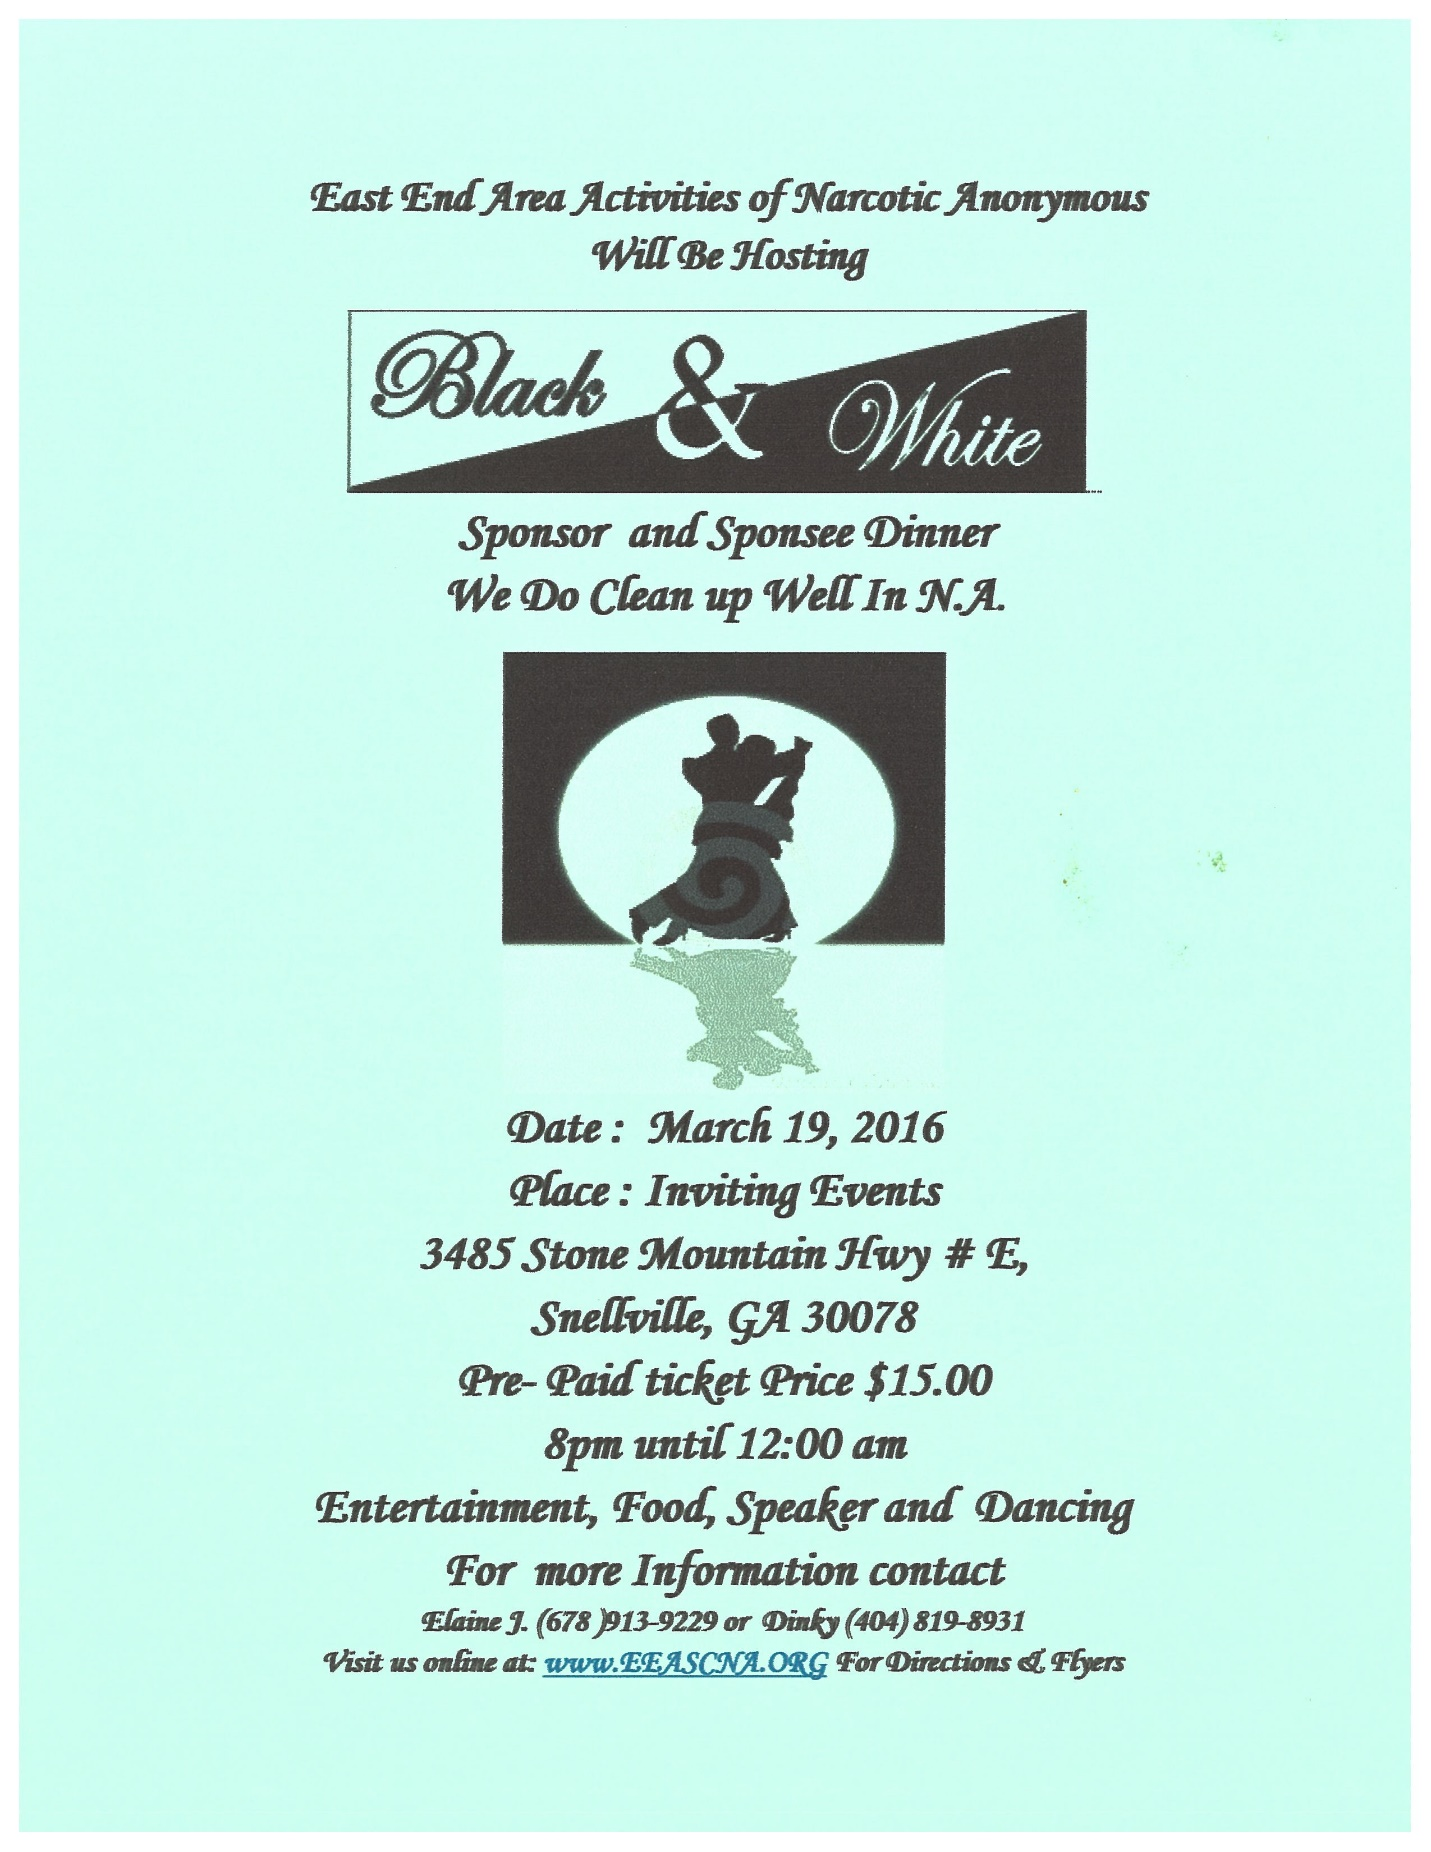 East End Area Activities of Narcotic Anonymous
Will Be Hosting
Black & White
Sponsor and Sponsee Dinner
We Do Clean up Well In N.A.
Date : March 19, 2016
Place : Inviting Events
3485 Stone Mountain Hwy # E,
Snellville, GA 30078
Pre- Paid ticket Price $15.00
8pm until 12:00 am
Entertainment, Food, Speaker and Dancing
For more Information contact
Elaine J. (678 )913-9229 or Dinky (404) 819-8931
Visit us online at: www.EEASCNA.ORG For Directions & Flyers